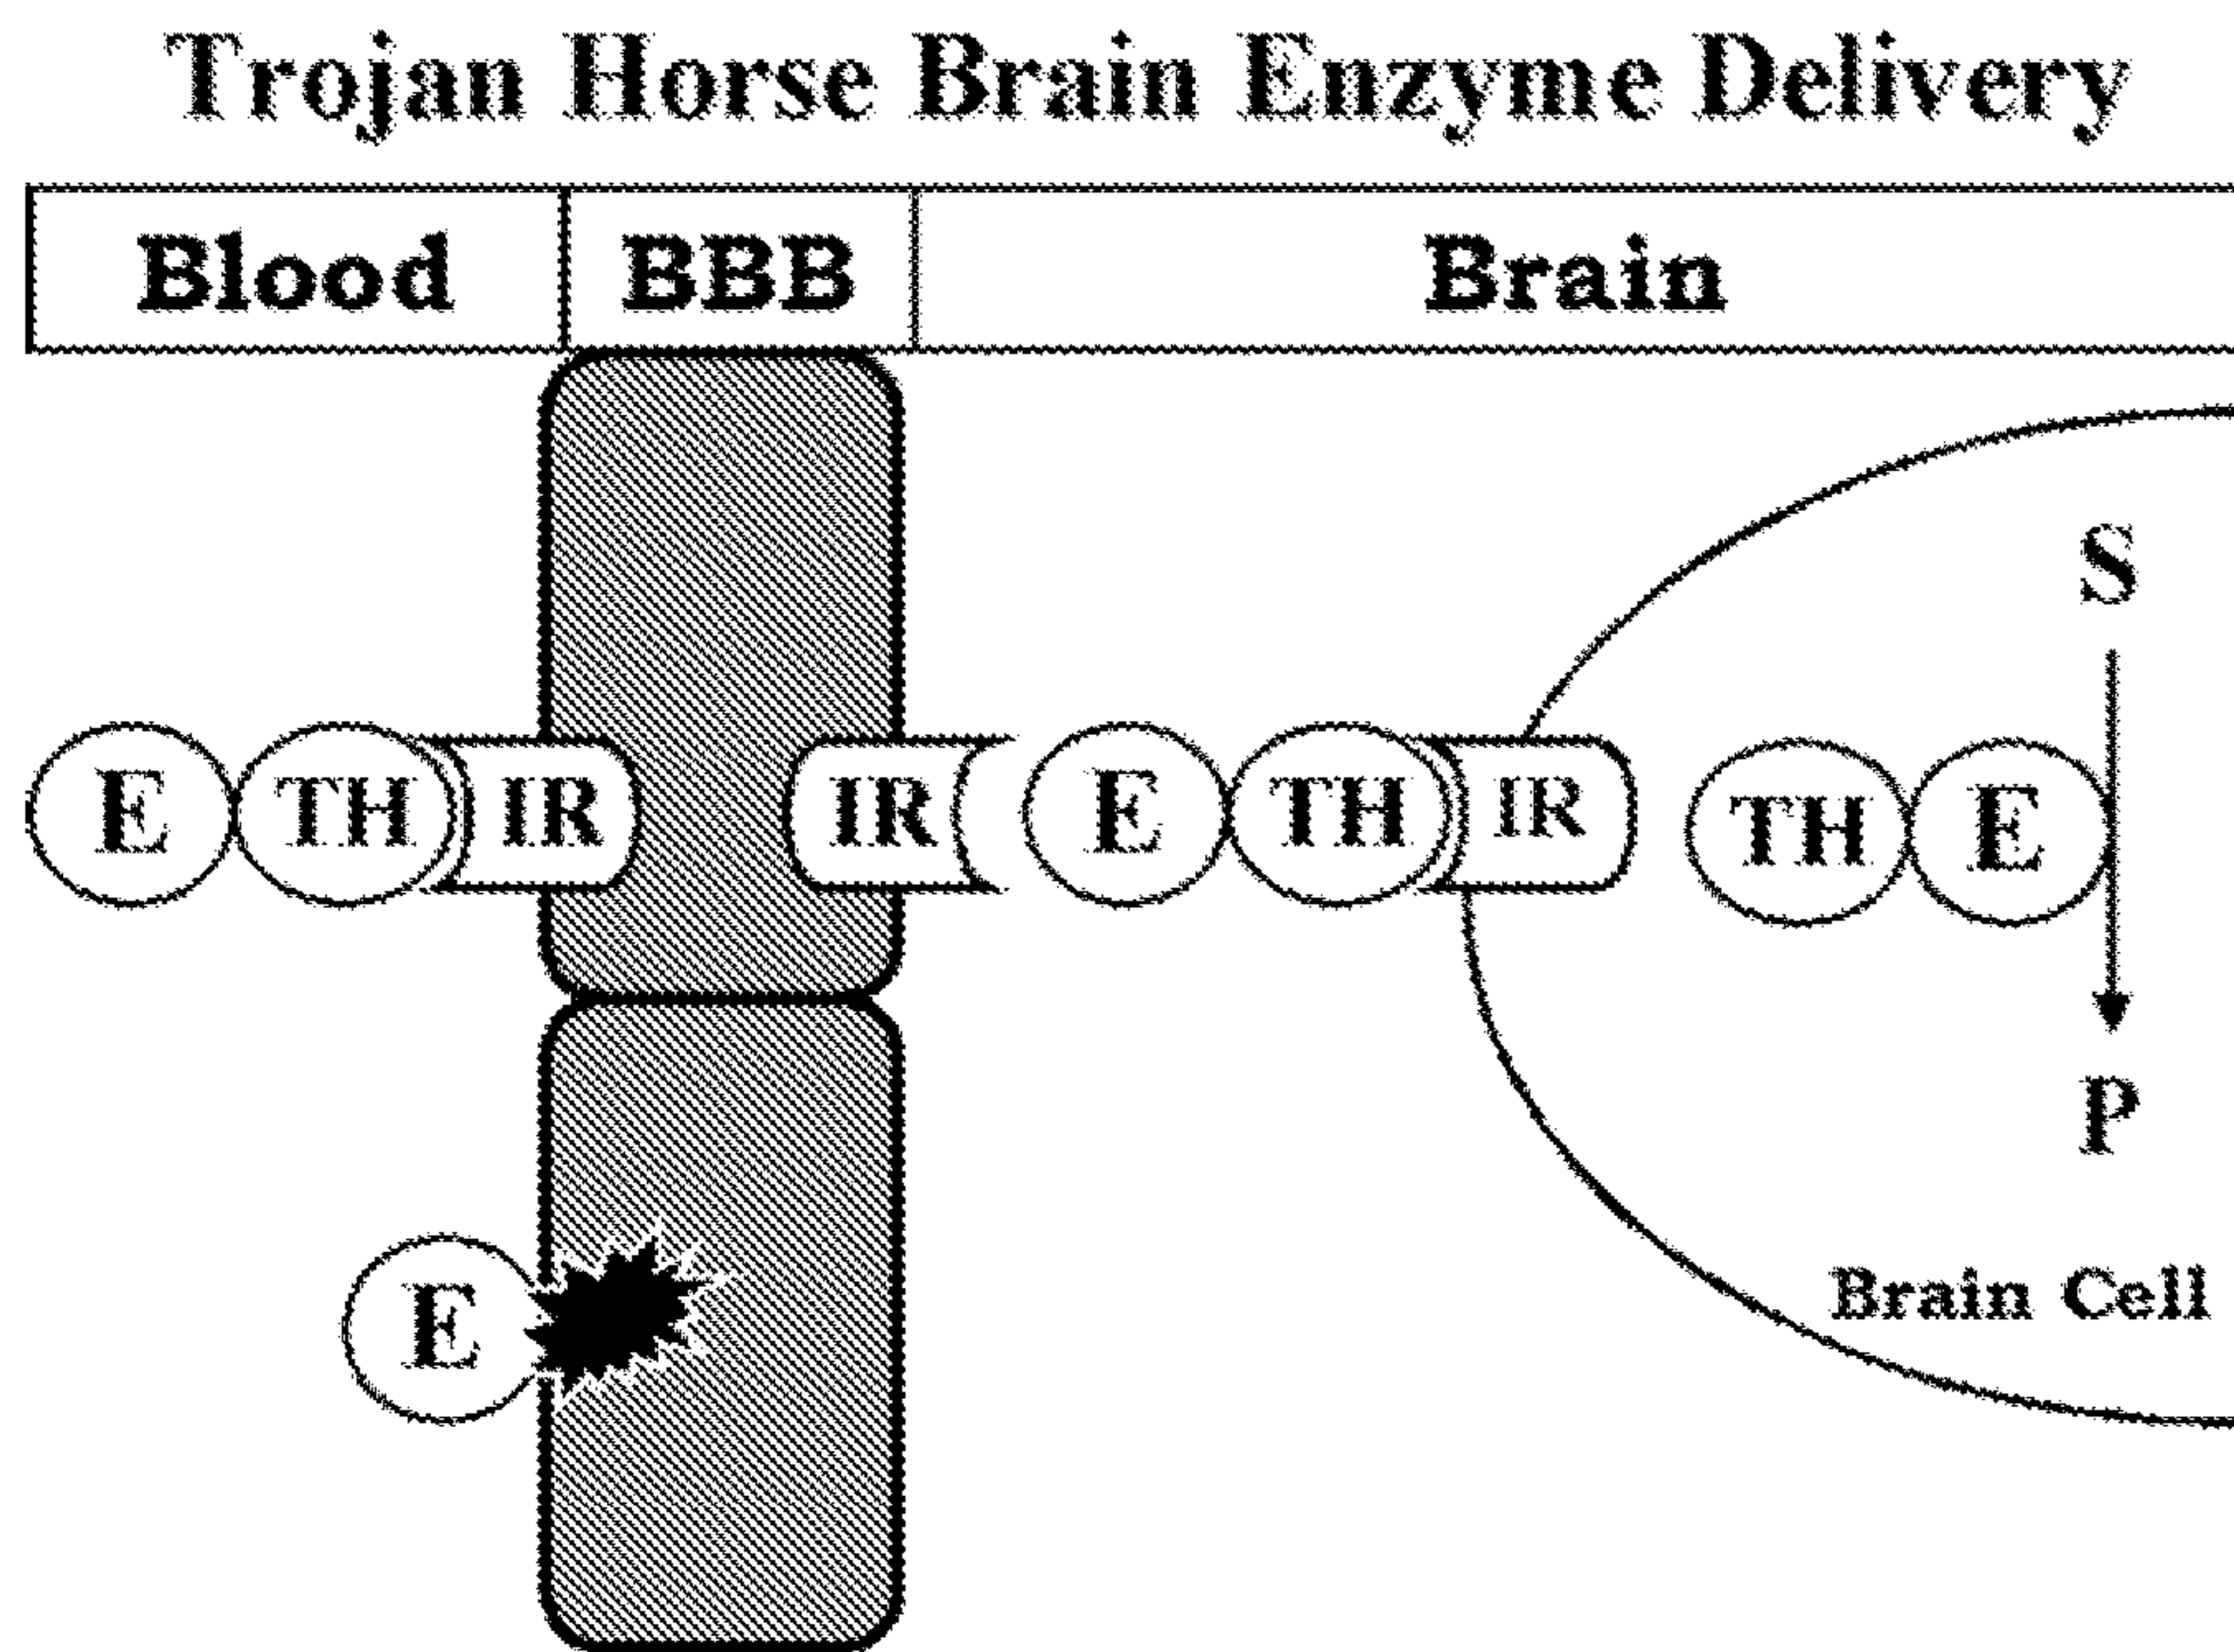 Trojan Horse Brain Enzyme Delivery
Blood BBB Brain
S
E TH IR IR E TH IR TH E
P
Brain Cell
E